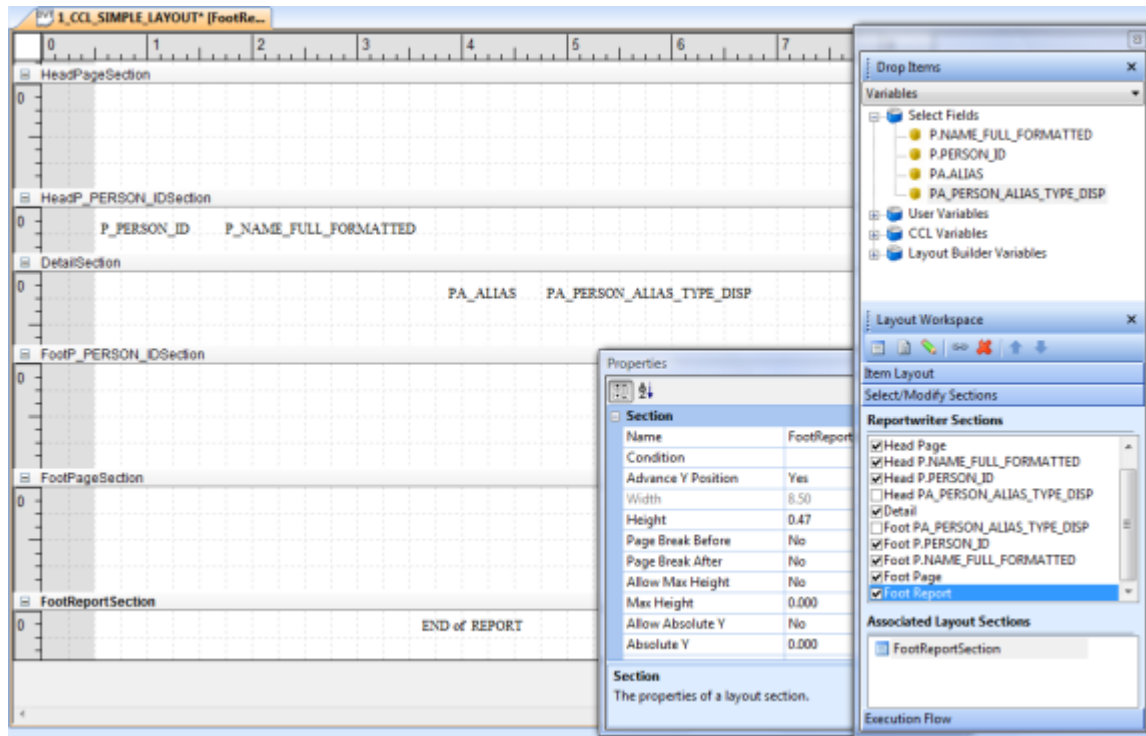 1_CCL_SIMPLE_LAYOUT* [FootRe...
0 1 2 3 4 5 6 7
HeadPageSection
0
HeadP_PERSON_IDSection
0
P_PERSON_ID P_NAME_FULL_FORMATTED
DetailSection
0
PA_ALIAS PA_PERSON_ALIAS_TYPE_DISP
FootP_PERSON_IDSection
0
FootPageSection
0
FootReportSection
0
END of REPORT
Properties
Section
Name FootReport
Condition
Advance Y Position Yes
Width 8.50
Height 0.47
Page Break Before No
Page Break After No
Allow Max Height No
Max Height 0.000
Allow Absolute Y No
Absolute Y 0.000
Section
The properties of a layout section.
Drop Items
Variables
Select Fields
P.NAME_FULL_FORMATTED
P.PERSON_ID
PA.ALIAS
PA_PERSON_ALIAS_TYPE_DISP
User Variables
CCL Variables
Layout Builder Variables
Layout Workspace
Item Layout
Select/Modify Sections
Reportwriter Sections
Head Page
Head P.NAME_FULL_FORMATTED
Head P.PERSON_ID
Head PA_PERSON_ALIAS_TYPE_DISP
Detail
Foot PA_PERSON_ALIAS_TYPE_DISP
Foot P.PERSON_ID
Foot P.NAME_FULL_FORMATTED
Foot Page
Foot Report
Associated Layout Sections
FootReportSection
Execution Flow